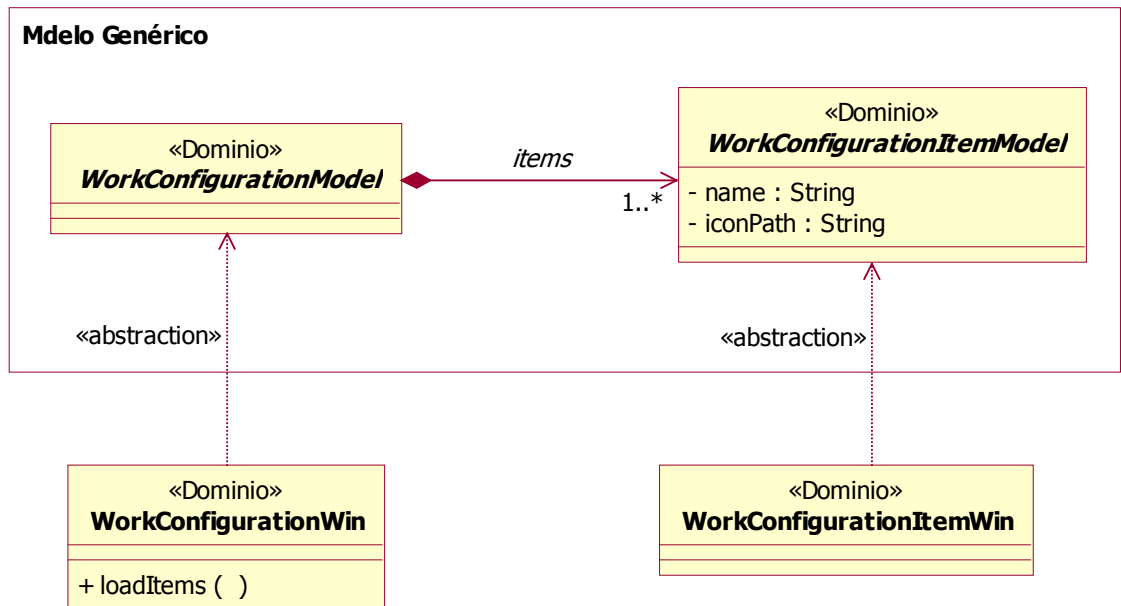 Mdelo Genérico
«Dominio»
WorkConfigurationModel
items
1..*
«Dominio»
WorkConfigurationItemModel
- name : String
- iconPath : String
«abstraction»
«abstraction»
«Dominio»
WorkConfigurationWin
+ loadItems ( )
«Dominio»
WorkConfigurationItemWin